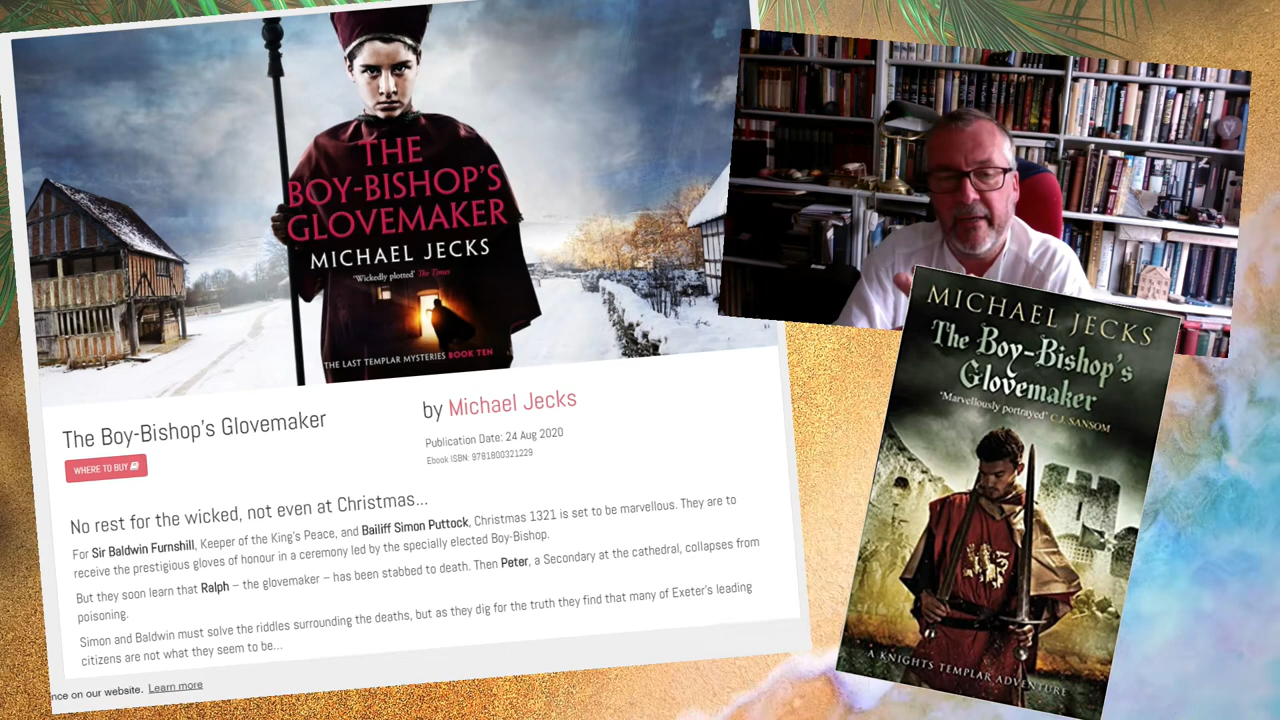 THE
BOY-BISHOP'S
GLOVEMAKER
MICHAEL JECKS
'Wickedly plotted' The Times
THE LAST TEMPLAR MYSTERIES BOOK TEN
The Boy-Bishop's Glovemaker
WHERE TO BUY
by Michael Jecks
Publication Date: 24 Aug 2020
Ebook ISBN: 9781800321229
No rest for the wicked, not even at Christmas...
For Sir Baldwin Furnshill, Keeper of the King's Peace, and Bailiff Simon Puttock, Christmas 1321 is set to be marvellous. They are to
receive the prestigious gloves of honour in a ceremony led by the specially elected Boy-Bishop.
But they soon learn that Ralph – the glovemaker – has been stabbed to death. Then Peter, a Secondary at the cathedral, collapses from
poisoning.
Simon and Baldwin must solve the riddles surrounding the deaths, but as they dig for the truth they find that many of Exeter's leading
citizens are not what they seem to be...
nce on our website. Learn more
MICHAEL JECKS
The Boy-Bishop's
Glovemaker
'Marvellously portrayed' C.J. SANSOM
A KNIGHTS TEMPLAR ADVENTURE